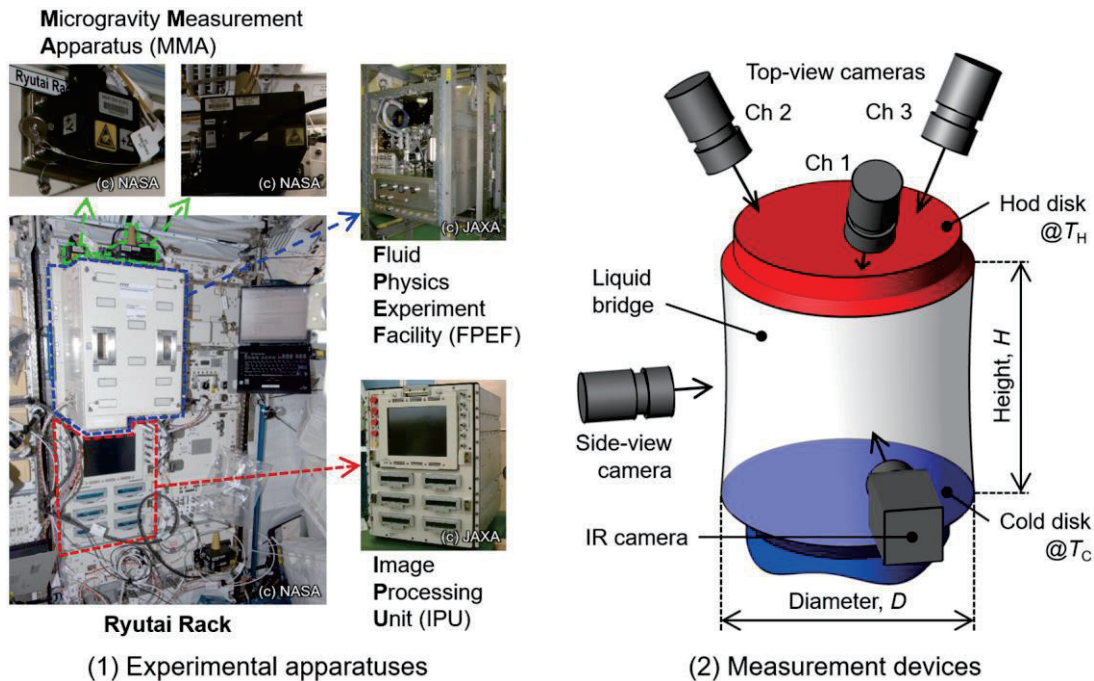 Microgravity Measurement
Apparatus (MMA)
Ryutai Ra
(c) NASA
(c) NASA
(c) JAXA
Fluid
Physics
Experiment
Facility (FPEF)
(c) JAXA
Image
Processing
Unit (IPU)
(c) NASA
Ryutai Rack
(1) Experimental apparatuses
Top-view cameras
Ch 2
Ch 3
Ch 1
Hod disk
@TH
Liquid
bridge
Height, H
Side-view
camera
IR camera
Cold disk
@TC
Diameter, D
(2) Measurement devices